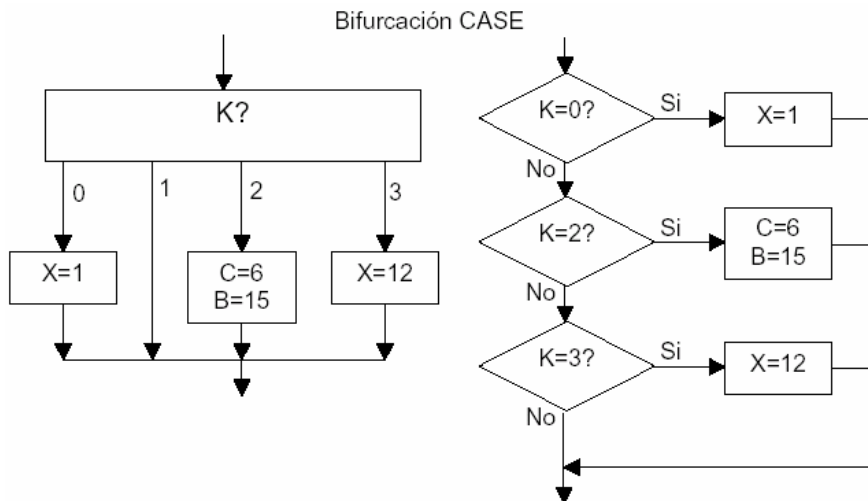 Bifurcación CASE
K?
0
1
2
3
X=1
C=6
B=15
X=12
K=0?
Si
X=1
No
K=2?
Si
C=6
B=15
No
K=3?
Si
X=12
No